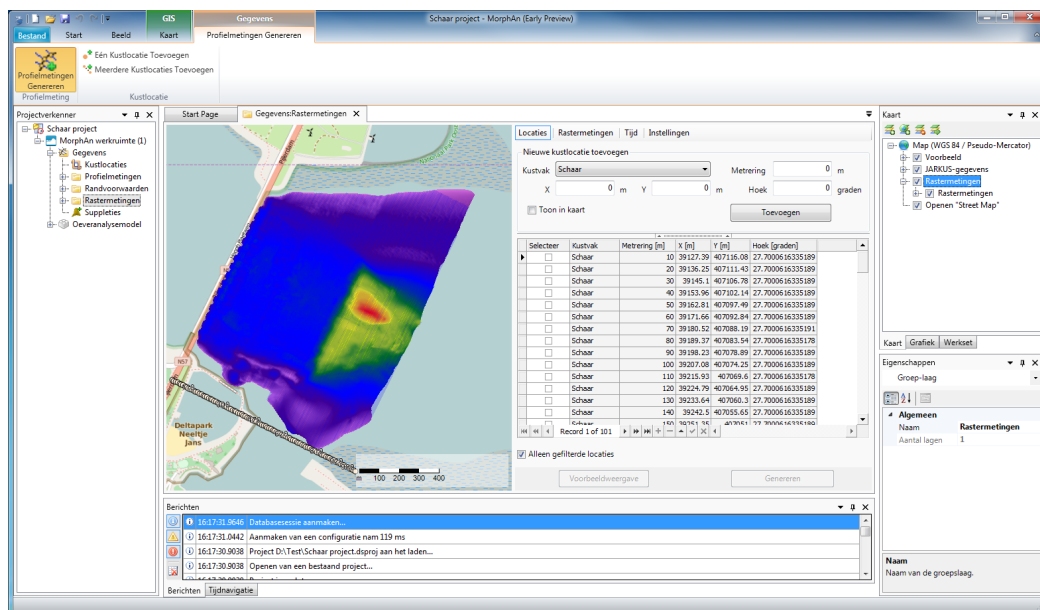 Schaar project - MorphAn (Early Preview)
GIS
Gegevens
Bestand Start Beeld Kaart Profielmetingen Genereren
Profielmetingen Genereren
Eén Kustlocatie Toevoegen
Meerdere Kustlocaties Toevoegen
Profielmeting
Kustlocatie
Projectverkenner
Schaar project
MorphAn werkruimte (1)
Gegevens
Kustlocaties
Profielmetingen
Randvoorwaarden
Rastermetingen
Suppleties
Oeveranalysemodel
Start Page
Gegevens:Rastermetingen
N57
Deltapark
Neeltje
Jans
m 100 200 300 400
Locaties Rastermetingen Tijd Instellingen
Nieuwe kustlocatie toevoegen
Kustvak Schaar Metrering 0 m
X 0 m Y 0 m Hoek 0 graden
Toon in kaart
Toevoegen
Selecteer Kustvak Metrering [m] X [m] Y [m] Hoek [graden]
Schaar 10 39127.39 407116.08 27.7000616335189
Schaar 20 39136.25 407111.43 27.7000616335189
Schaar 30 39145.1 407106.78 27.7000616335189
Schaar 40 39153.96 407102.14 27.7000616335189
Schaar 50 39162.81 407097.49 27.7000616335189
Schaar 60 39171.66 407092.84 27.7000616335189
Schaar 70 39180.52 407088.19 27.7000616335191
Schaar 80 39189.37 407083.54 27.7000616335178
Schaar 90 39198.23 407078.89 27.7000616335189
Schaar 100 39207.08 407074.25 27.7000616335189
Schaar 110 39215.93 407069.6 27.7000616335178
Schaar 120 39224.79 407064.95 27.7000616335189
Schaar 130 39233.64 407060.3 27.7000616335189
Schaar 140 39242.5 407055.65 27.7000616335189
Schaar 150 39251.35 407051 27.7000616335189
Record 1 of 101
Alleen gefilterde locaties
Voorbeeldweergave
Genereren
Kaart
Map (WGS 84 / Pseudo-Mercator)
Voorbeeld
JARKUS-gegevens
Rastermetingen
Rastermetingen
Openen "Street Map"
Kaart Grafiek Werkset
Eigenschappen
Groep-laag
Algemeen
Naam Rastermetingen
Aantal lagen 1
Naam
Naam van de groepslaag.
Berichten
16:17:31.9646 Databasesessie aanmaken...
16:17:31.0442 Aanmaken van een configuratie nam 119 ms
16:17:30.9038 Project D:\Test\Schaar project.dsproj aan het laden...
16:17:30.9038 Openen van een bestaand project...
Berichten Tijdnavigatie